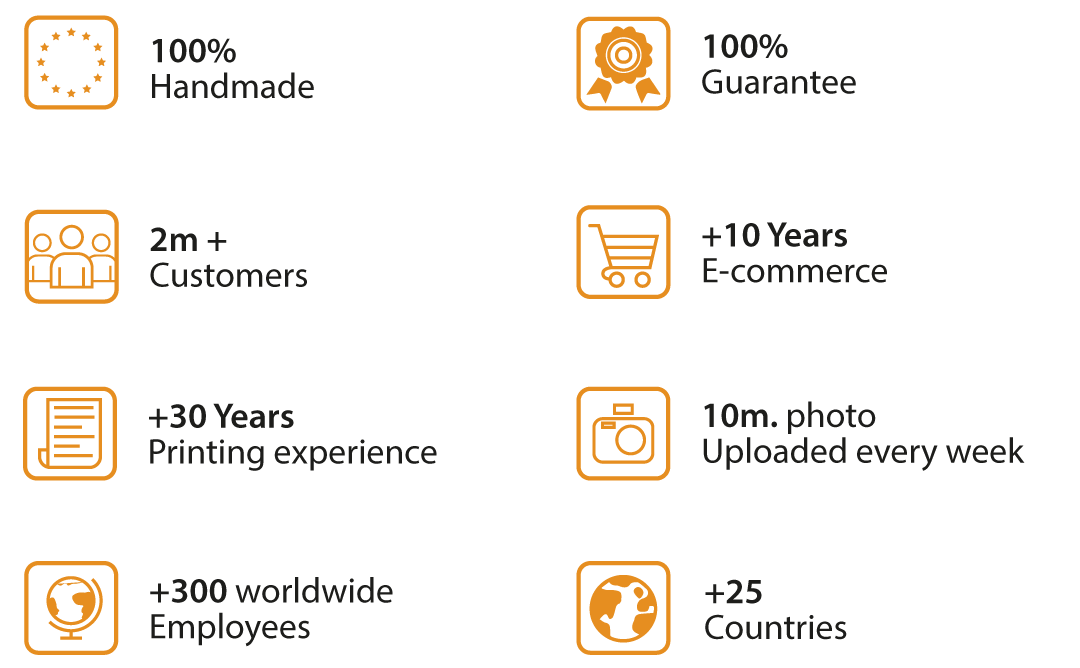 100%
Handmade
100%
Guarantee
2m +
Customers
+10 Years
E-commerce
+30 Years
Printing experience
10m. photo
Uploaded every week
+300 worldwide
Employees
+25
Countries